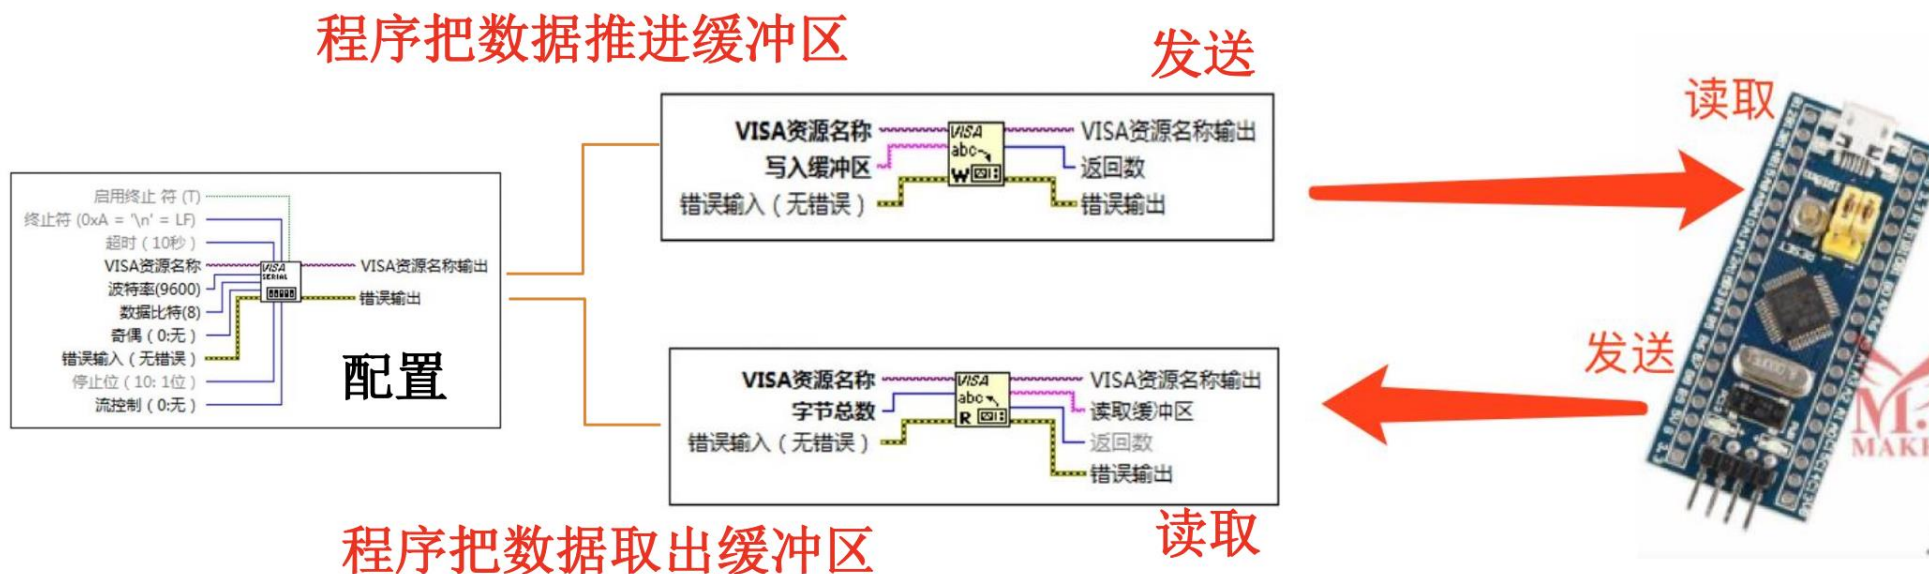 程序把数据推进缓冲区
发送
VISA资源名称
写入缓冲区
错误输入（无错误）
VISA
abc
W
VISA资源名称输出
返回数
错误输出
读取
启用终止 符 (T)
终止符 (0xA = '\n' = LF)
超时（10秒）
VISA资源名称
波特率(9600)
数据比特(8)
奇偶（0:无）
错误输入（无错误）
停止位（10: 1位）
流控制（0:无）
VISA
SERIAL
VISA资源名称输出
错误输出
配置
VISA资源名称
字节总数
错误输入（无错误）
VISA
abc
R
VISA资源名称输出
读取缓冲区
返回数
错误输出
发送
程序把数据取出缓冲区
读取